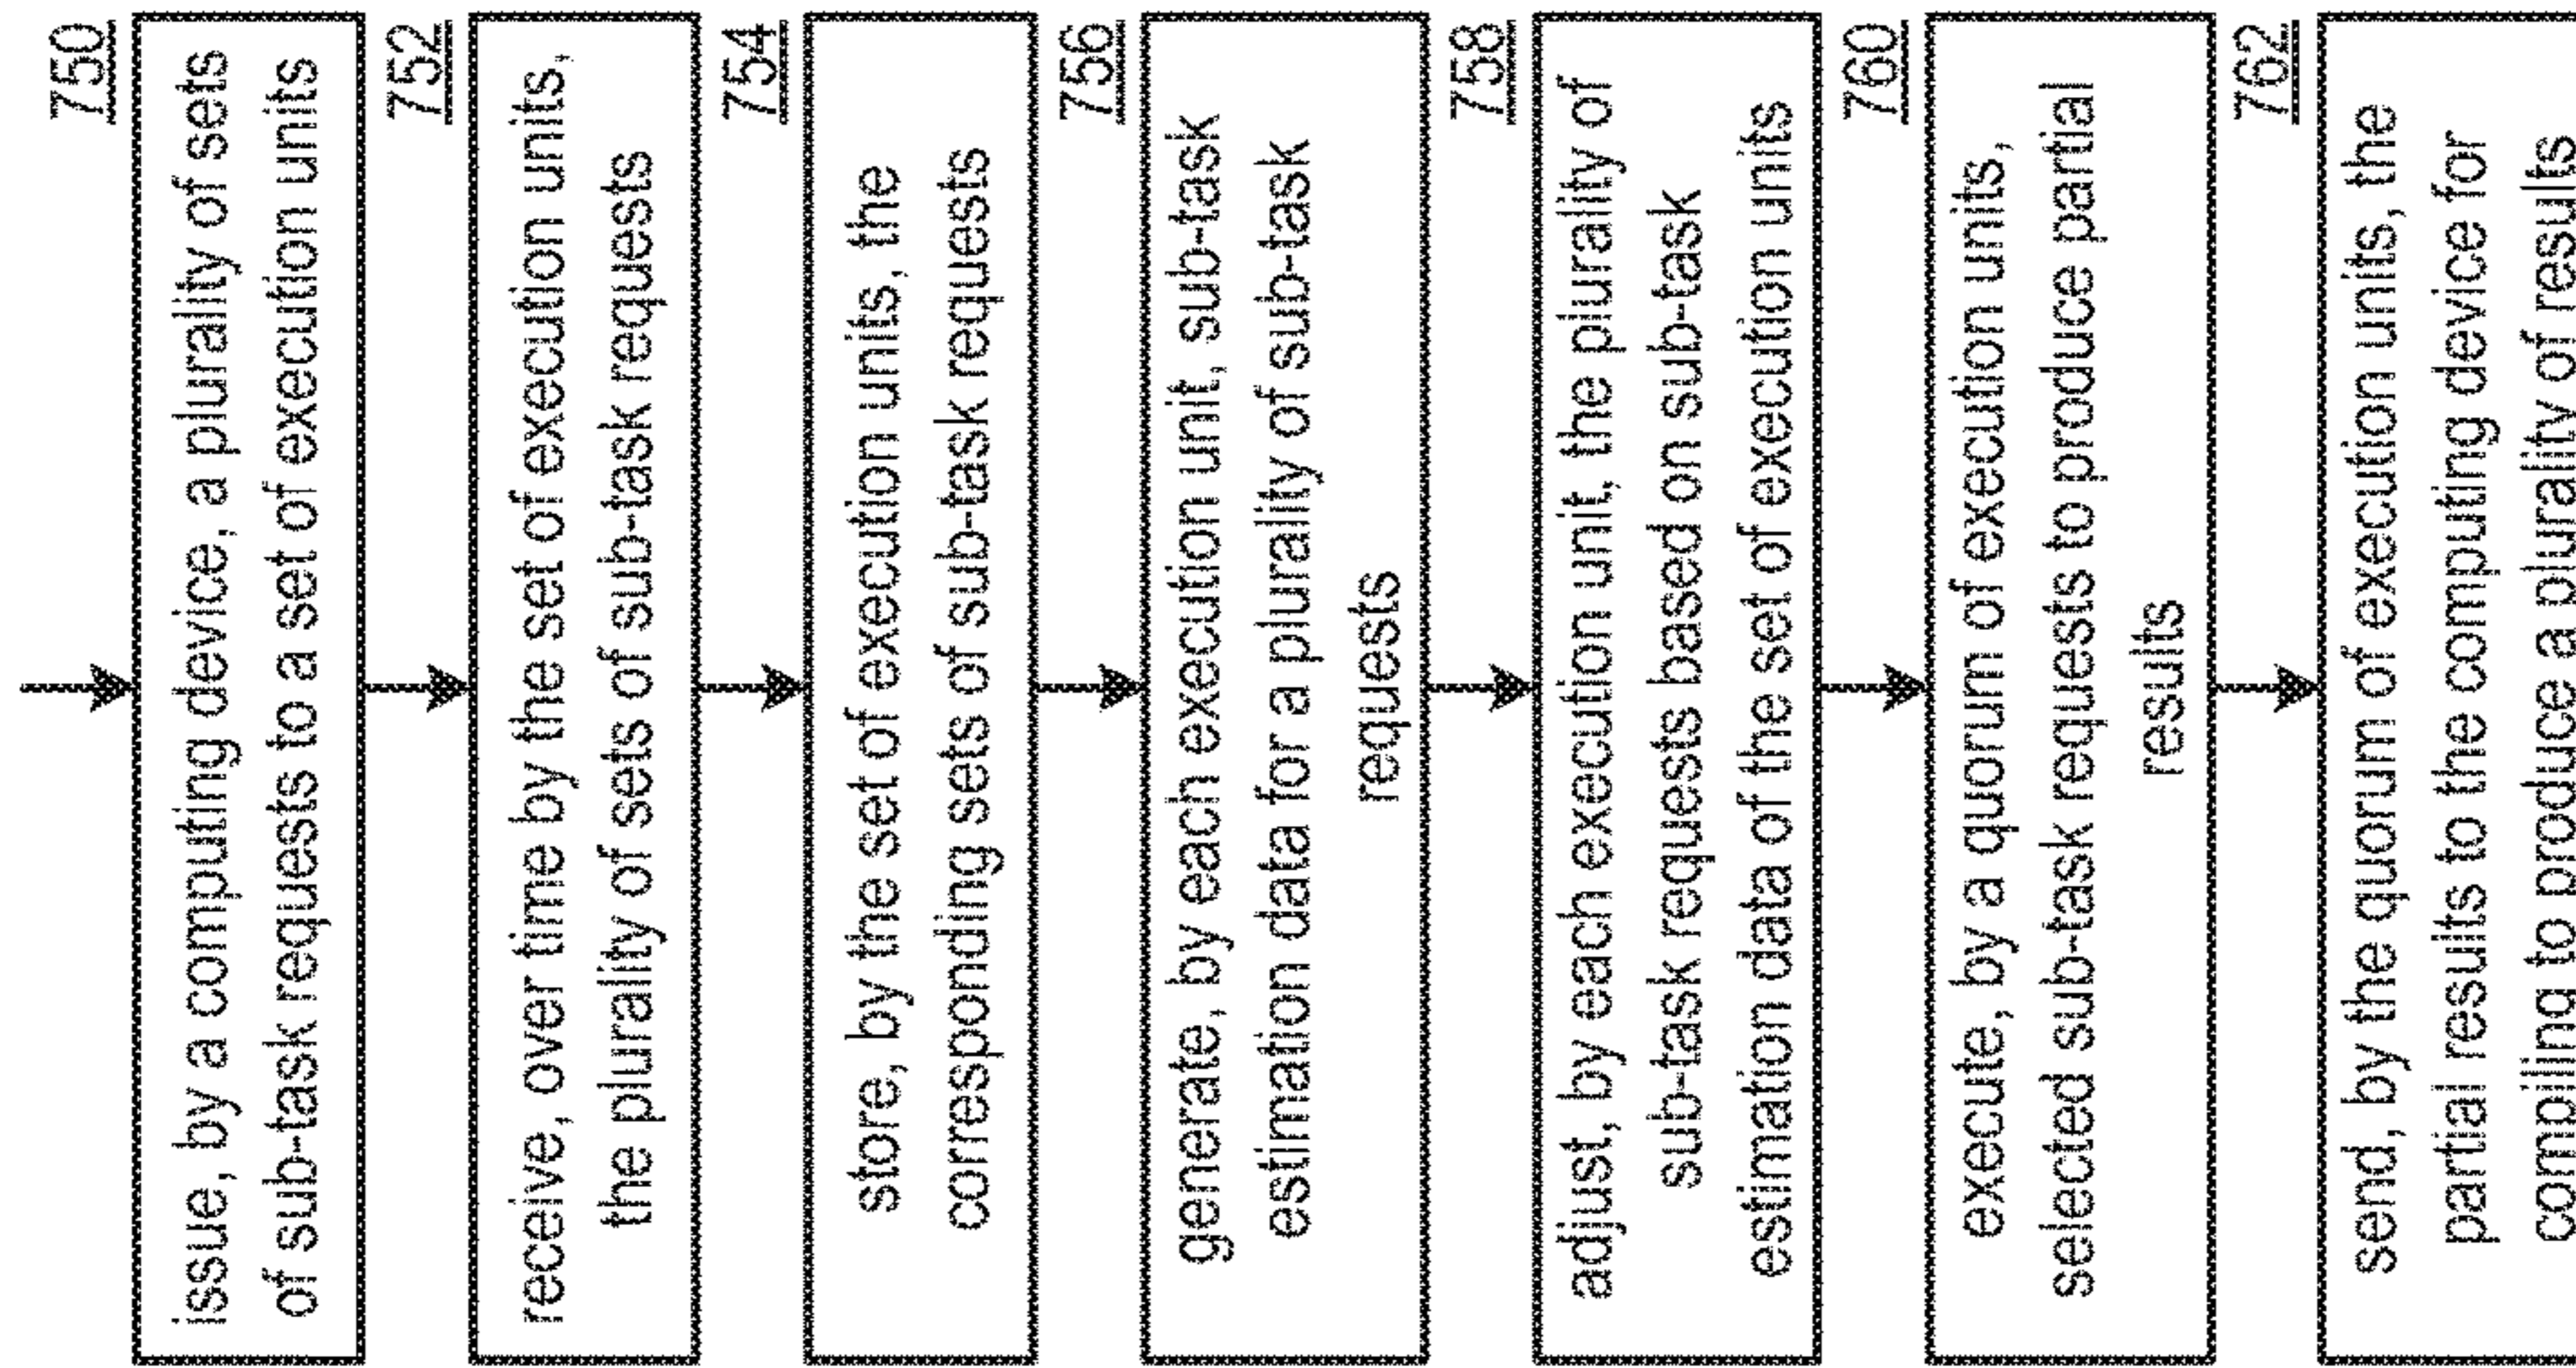 750
issue, by a computing device, a plurality of sets
of sub-task requests to a set of execution units
752
receive, over time by the set of execution units,
the plurality of sets of sub-task requests
754
store, by the set of execution units, the
corresponding sets of sub-task requests
756
generate, by each execution unit, sub-task
estimation data for a plurality of sub-task
requests
758
adjust, by each execution unit, the plurality of
sub-task requests based on sub-task
estimation data of the set of execution units
760
execute, by a quorum of execution units,
selected sub-task requests to produce partial
results
762
send, by the quorum of execution units, the
partial results to the computing device for
compiling to produce a plurality of results